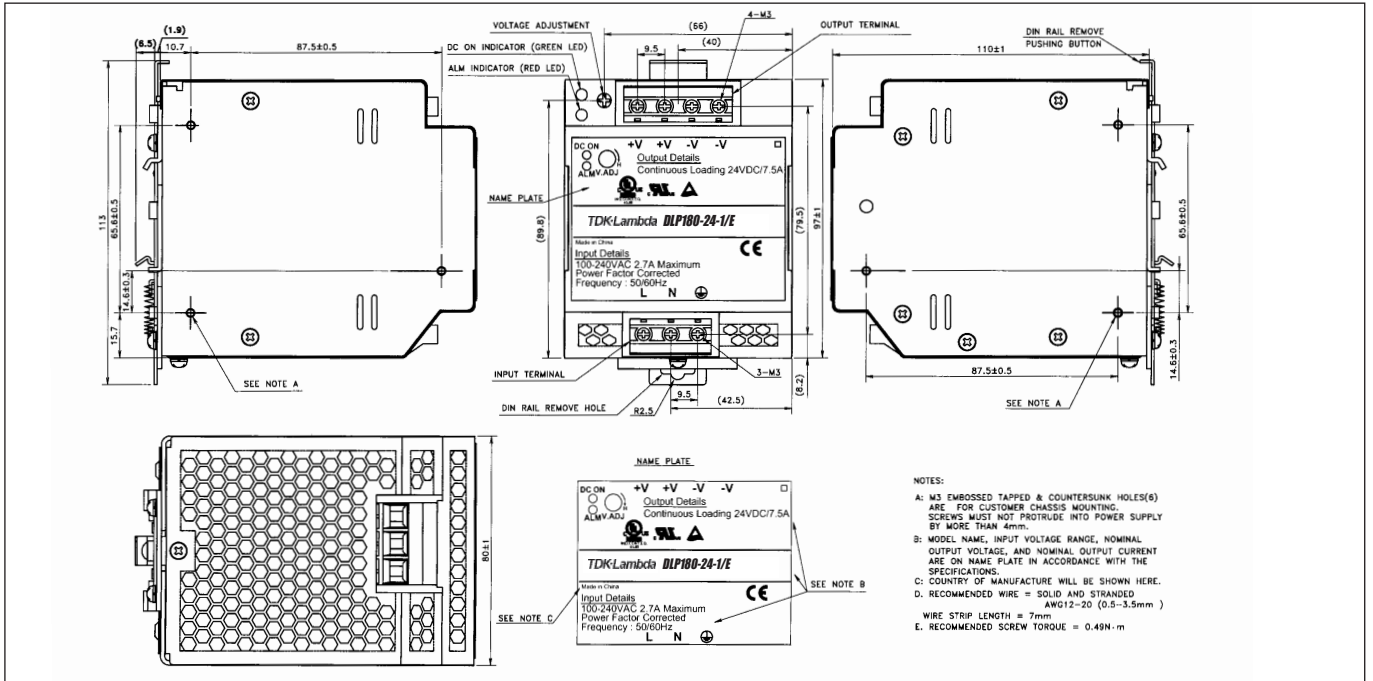 (1.9)
(6.5)
10.7
87.5±0.5
113
65.6±0.5
14.6±0.3
15.7
SEE NOTE A
VOLTAGE ADJUSTMENT
DC ON INDICATOR (GREEN LED)
ALM INDICATOR (RED LED)
(66)
4-M3
OUTPUT TERMINAL
9.5
(40)
DC ON
+V +V -V -V
ALM V.ADJ
Output Details
Continuous Loading 24VDC/7.5A
NAME PLATE
TDK-Lambda DLP180-24-1/E
Made in China
CE
Input Details
100-240VAC 2.7A Maximum
Power Factor Corrected
Frequency : 50/60Hz
L N
(89.8)
(79.5)
97±1
INPUT TERMINAL
3-M3
DIN RAIL REMOVE HOLE
R2.5
9.5
(42.5)
(8.2)
DIN RAIL REMOVE
PUSHING BUTTON
110±1
65.6±0.5
14.6±0.3
87.5±0.5
SEE NOTE A
80±1
NAME PLATE
DC ON
+V +V -V -V
ALM V.ADJ
Output Details
Continuous Loading 24VDC/7.5A
TDK-Lambda DLP180-24-1/E
Made in China
CE
Input Details
100-240VAC 2.7A Maximum
Power Factor Corrected
Frequency : 50/60Hz
L N
SEE NOTE B
SEE NOTE C
NOTES:
A: M3 EMBOSSED TAPPED & COUNTERSUNK HOLES(6)
ARE FOR CUSTOMER CHASSIS MOUNTING.
SCREWS MUST NOT PROTRUDE INTO POWER SUPPLY
BY MORE THAN 4mm.
B: MODEL NAME, INPUT VOLTAGE RANGE, NOMINAL
OUTPUT VOLTAGE, AND NOMINAL OUTPUT CURRENT
ARE ON NAME PLATE IN ACCORDANCE WITH THE
SPECIFICATIONS.
C: COUNTRY OF MANUFACTURE WILL BE SHOWN HERE.
D. RECOMMENDED WIRE = SOLID AND STRANDED
AWG12-20 (0.5-3.5mm )
WIRE STRIP LENGTH = 7mm
E. RECOMMENDED SCREW TORQUE = 0.49N·m